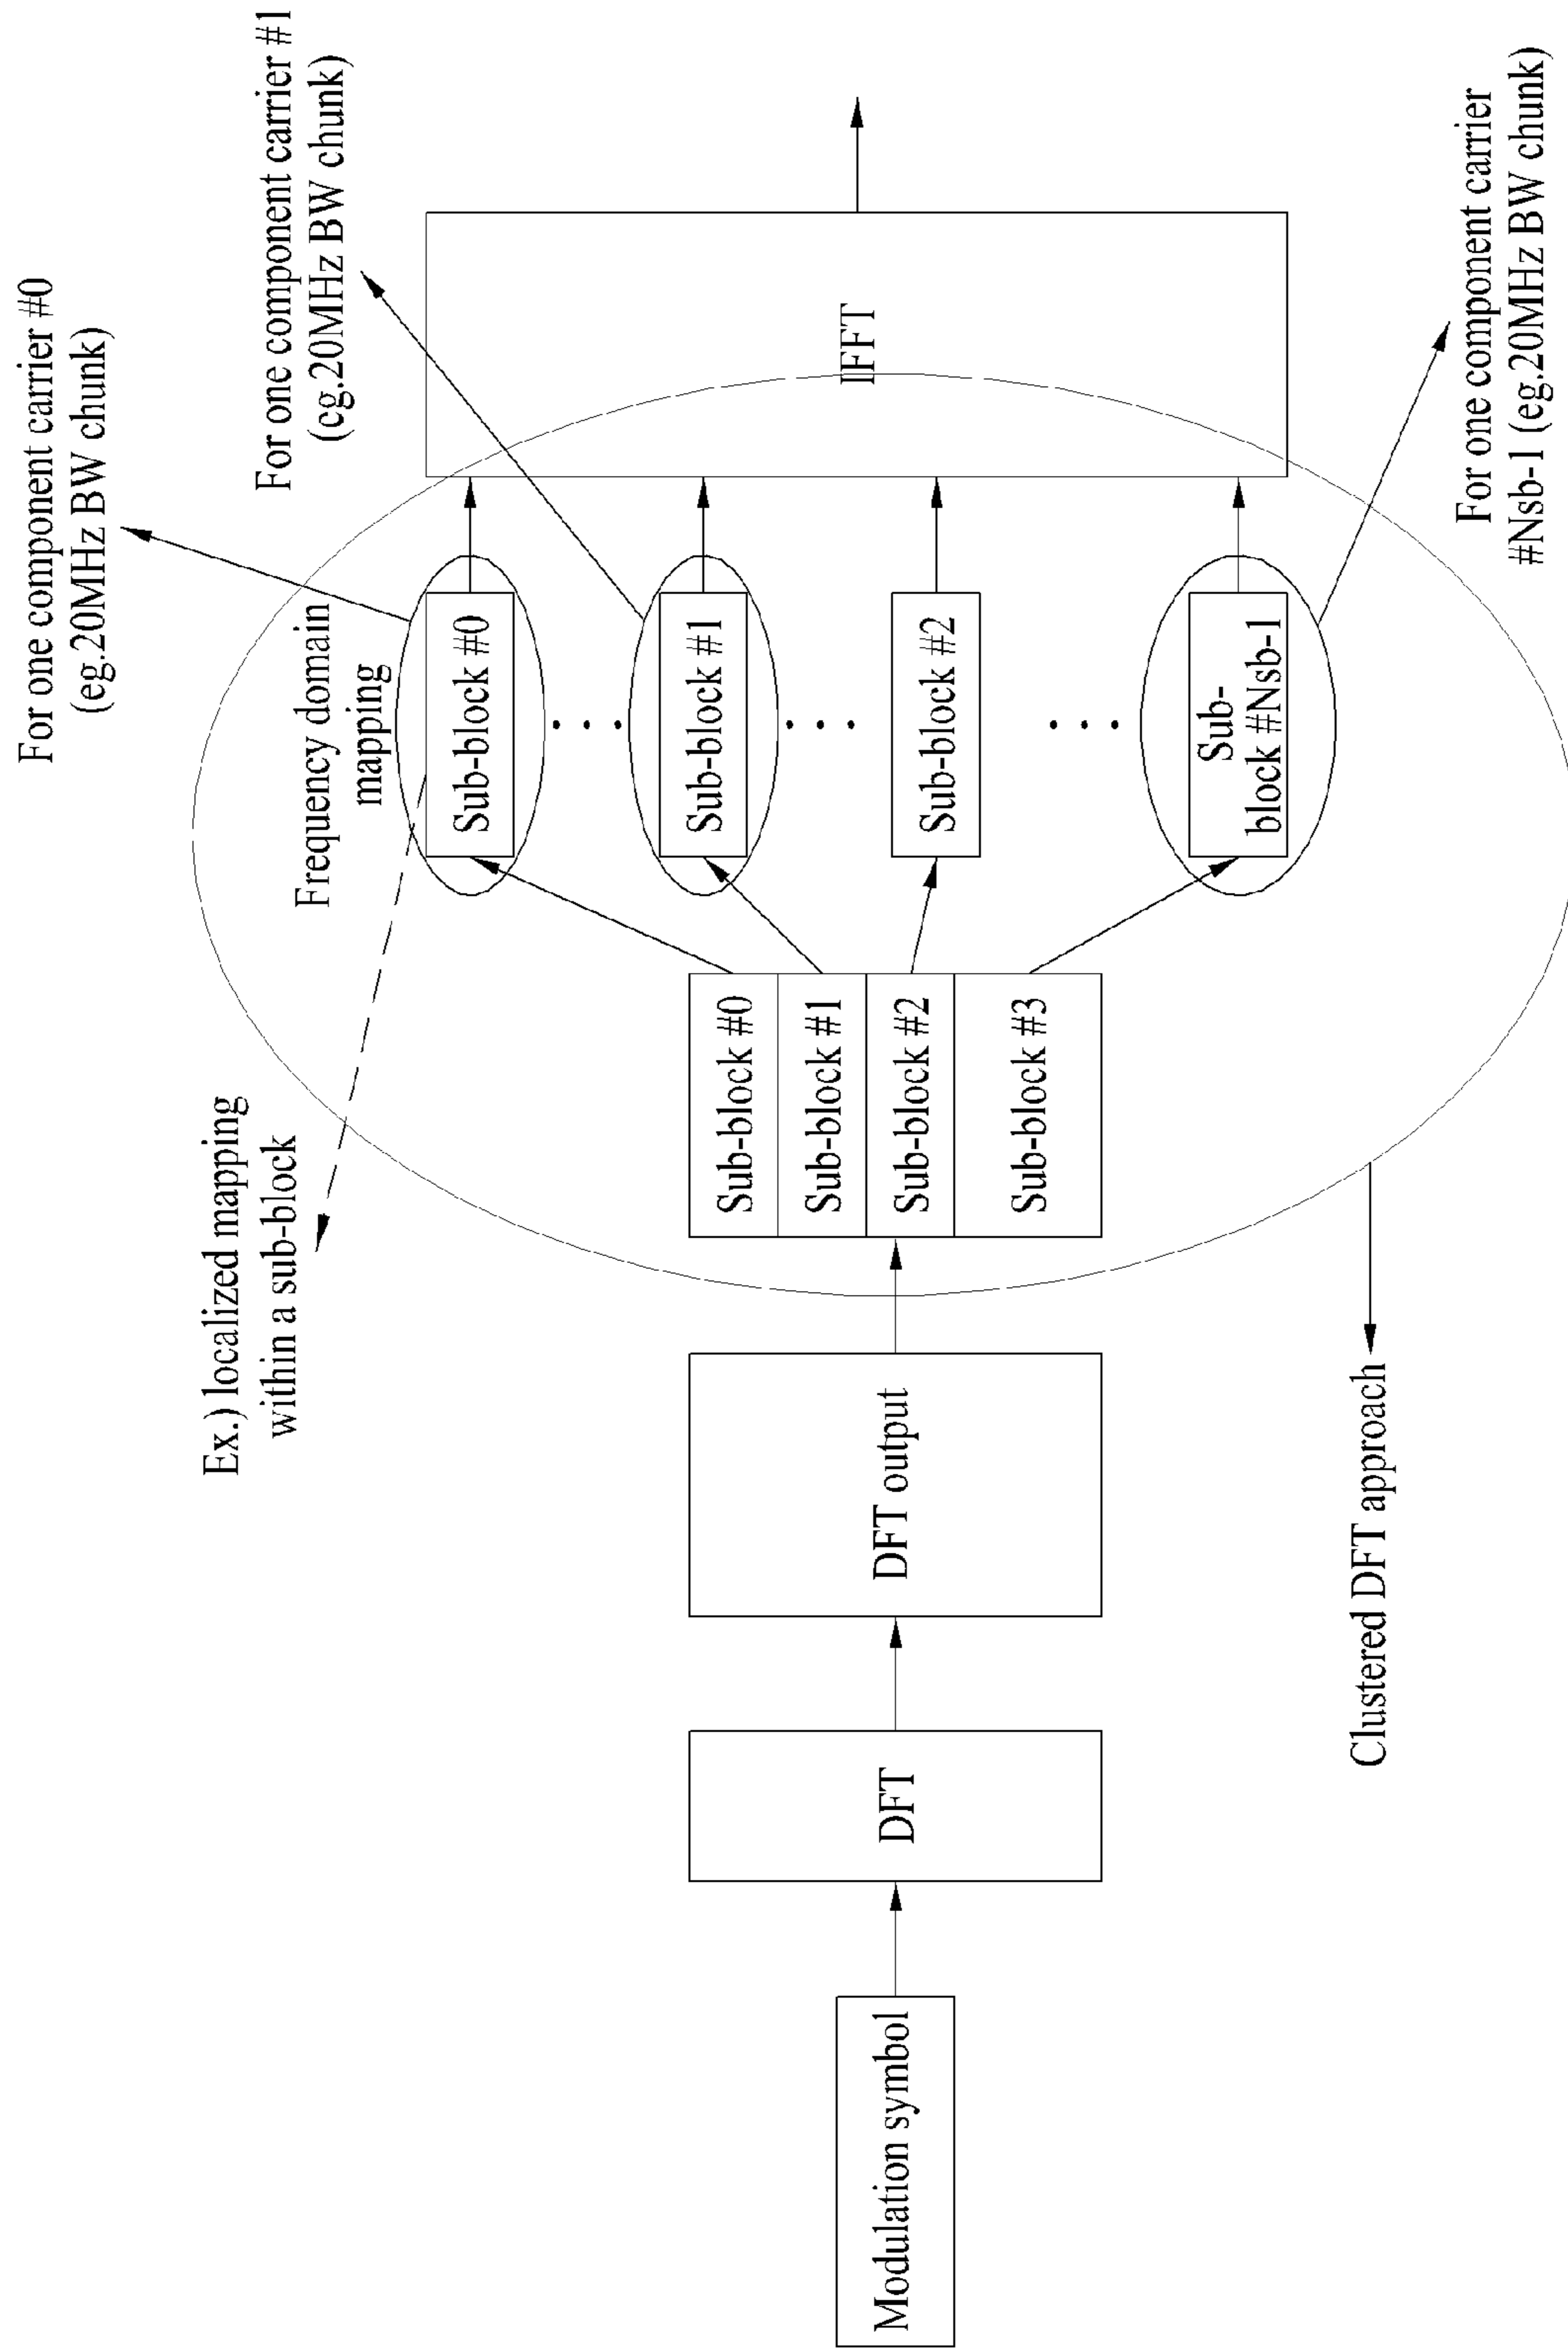 For one component carrier #0
(eg.20MHz BW chunk)
For one component carrier #1
(cg.20MHz BW chunk)
Ex.) localized mapping
within a sub-block
Frequency domain
mapping
Modulation symbol
DFT
DFT output
Sub-block #0
Sub-block #1
Sub-block #2
Sub-block #3
Sub-block #0
Sub-block #1
Sub-block #2
Sub-
block #Nsb-1
IFFT
Clustered DFT approach
For one component carrier
#Nsb-1 (eg.20MHz BW chunk)